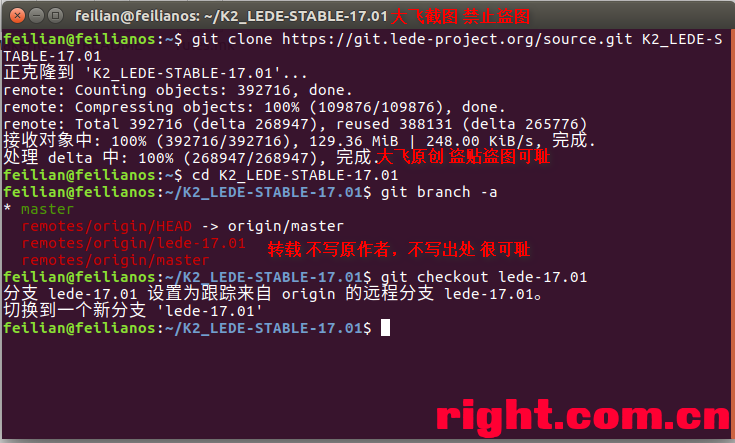 feilian@feilianos: ~/K2_LEDE-STABLE-17.01 大飞截图 禁止盗图
feilian@feilianos:~$ git clone https://git.lede-project.org/source.git K2_LEDE-S
TABLE-17.01
正克隆到 'K2_LEDE-STABLE-17.01'...
remote: Counting objects: 392716, done.
remote: Compressing objects: 100% (109876/109876), done.
remote: Total 392716 (delta 268947), reused 388131 (delta 265776)
接收对象中: 100% (392716/392716), 129.36 MiB | 248.00 KiB/s, 完成.
处理 delta 中: 100% (268947/268947), 完成. 大飞原创 盗贴盗图可耻
feilian@feilianos:~$ cd K2_LEDE-STABLE-17.01
feilian@feilianos:~/K2_LEDE-STABLE-17.01$ git branch -a
* master
remotes/origin/HEAD -> origin/master
remotes/origin/lede-17.01
转载 不写原作者，不写出处 很可耻
remotes/origin/master
feilian@feilianos:~/K2_LEDE-STABLE-17.01$ git checkout lede-17.01
分支 lede-17.01 设置为跟踪来自 origin 的远程分支 lede-17.01。
切换到一个新分支 'lede-17.01'
feilian@feilianos:~/K2_LEDE-STABLE-17.01$
right.com.cn